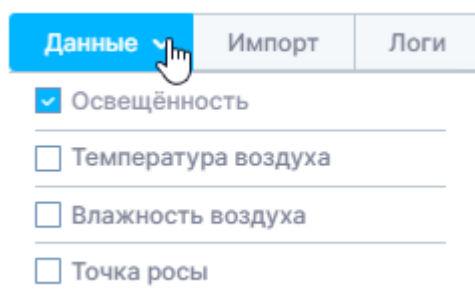 Данные Импорт Логи
Освещённость
Температура воздуха
Влажность воздуха
Точка росы